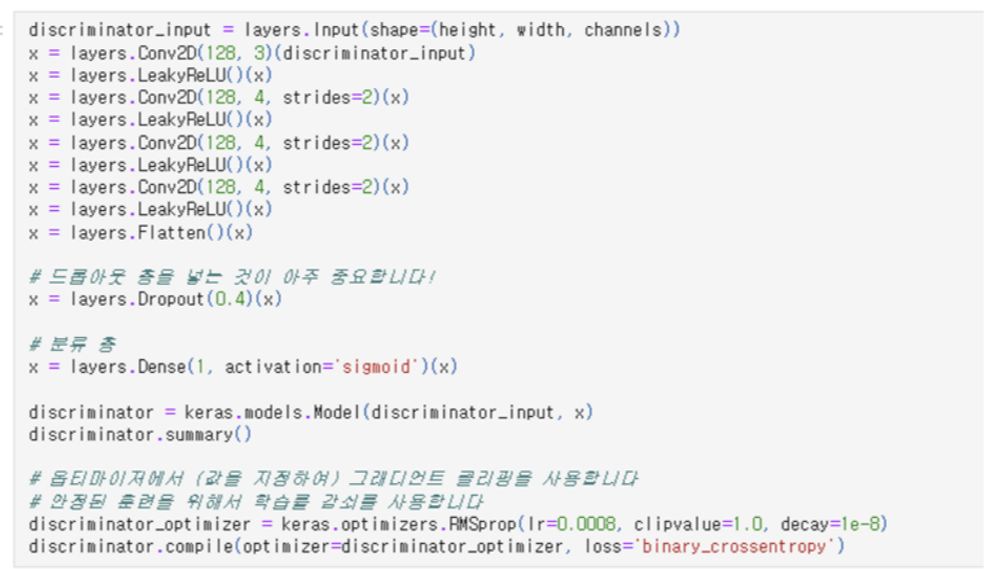 discriminator_input = layers.Input(shape=(height, width, channels))
x = layers.Conv2D(128, 3)(discriminator_input)
x = layers.LeakyReLU()(x)
x = layers.Conv2D(128, 4, strides=2)(x)
x = layers.LeakyReLU()(x)
x = layers.Conv2D(128, 4, strides=2)(x)
x = layers.LeakyReLU()(x)
x = layers.Conv2D(128, 4, strides=2)(x)
x = layers.LeakyReLU()(x)
x = layers.Flatten()(x)
# 드롭아웃 층을 넣는 것이 아주 중요합니다!
x = layers.Dropout(0.4)(x)
# 분류 층
x = layers.Dense(1, activation='sigmoid')(x)
discriminator = keras.models.Model(discriminator_input, x)
discriminator.summary()
# 옵티마이저에서 (값을 지정하여) 그래디언트 클리핑을 사용합니다
# 안정된 훈련을 위해서 학습률 감쇠를 사용합니다
discriminator_optimizer = keras.optimizers.RMSprop(lr=0.0008, clipvalue=1.0, decay=1e-8)
discriminator.compile(optimizer=discriminator_optimizer, loss='binary_crossentropy')